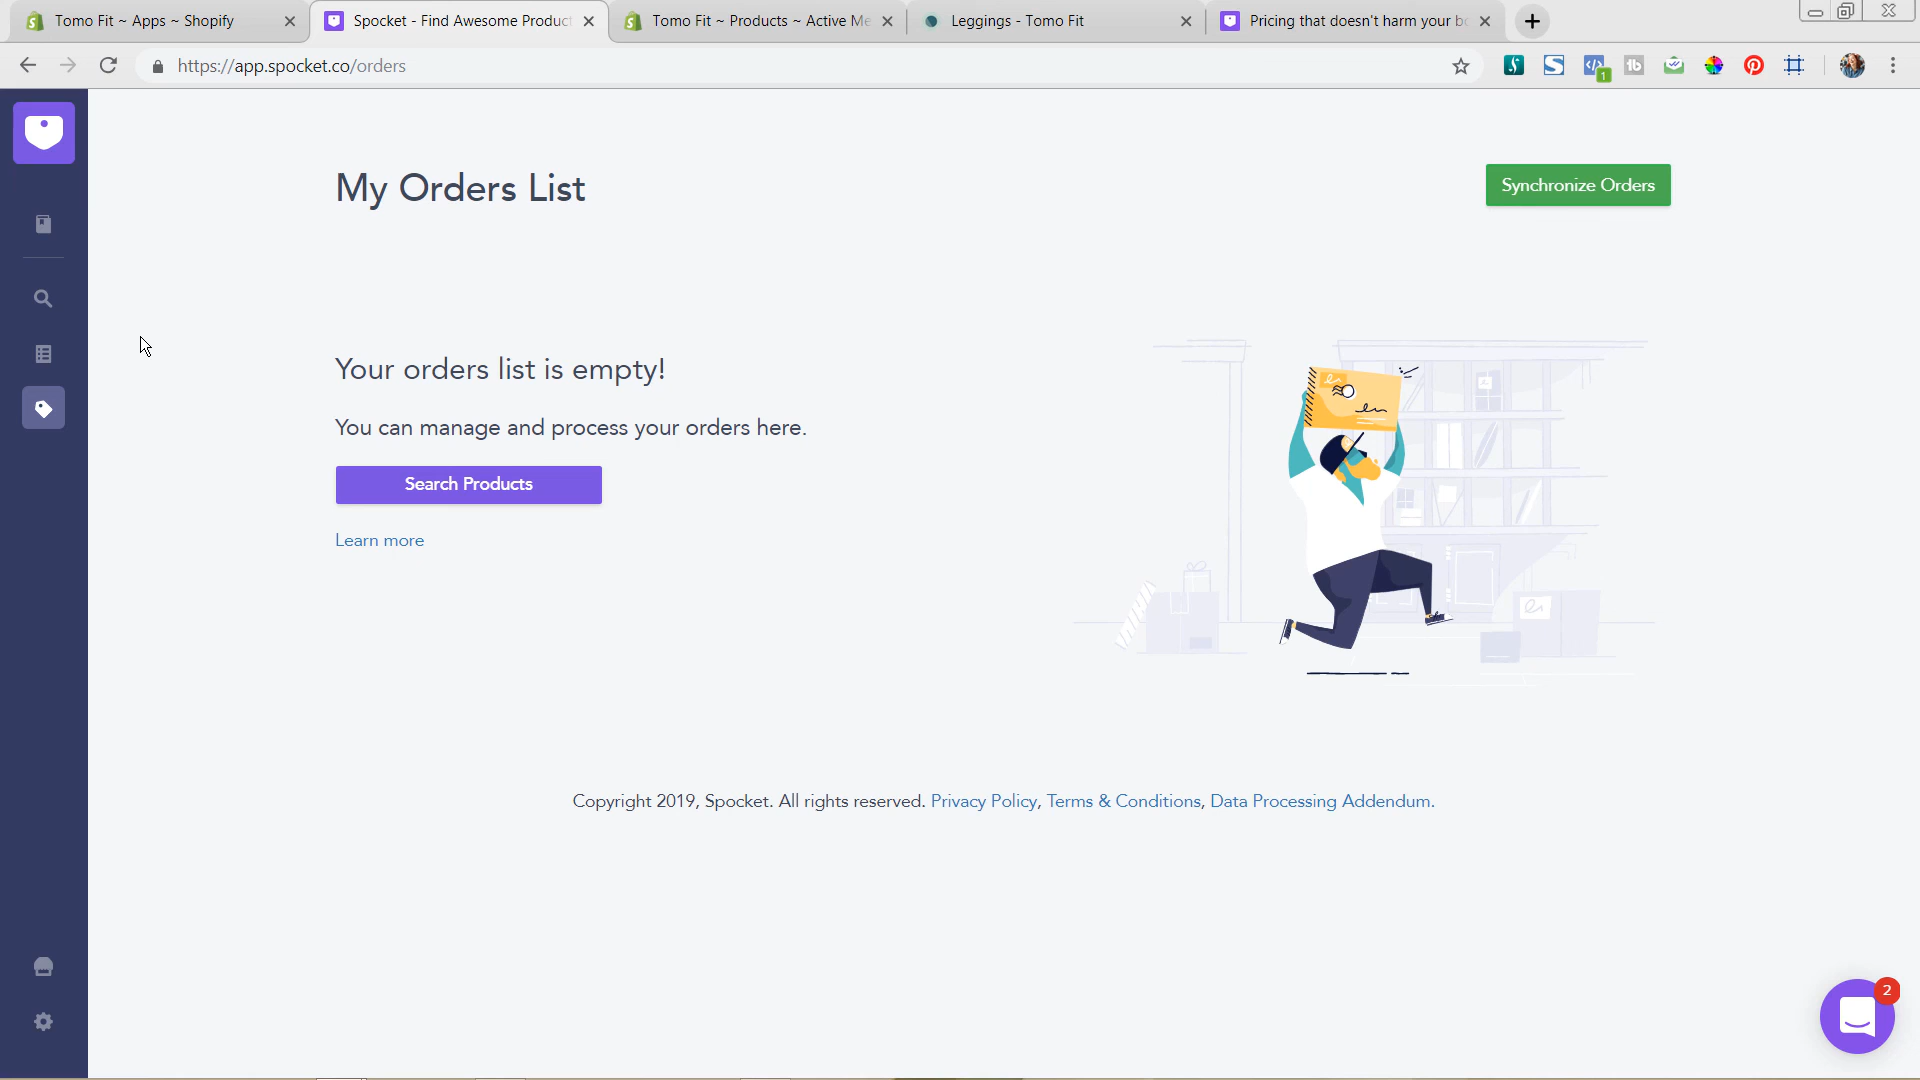 Tomo Fit ~ Apps ~ Shopify
Spocket - Find Awesome Product
Tomo Fit ~ Products ~ Active Me
Leggings - Tomo Fit
Pricing that doesn't harm your bo
https://app.spocket.co/orders
1
My Orders List
Synchronize Orders
Your orders list is empty!
You can manage and process your orders here.
Search Products
Learn more
Copyright 2019, Spocket. All rights reserved. Privacy Policy, Terms & Conditions, Data Processing Addendum.
2